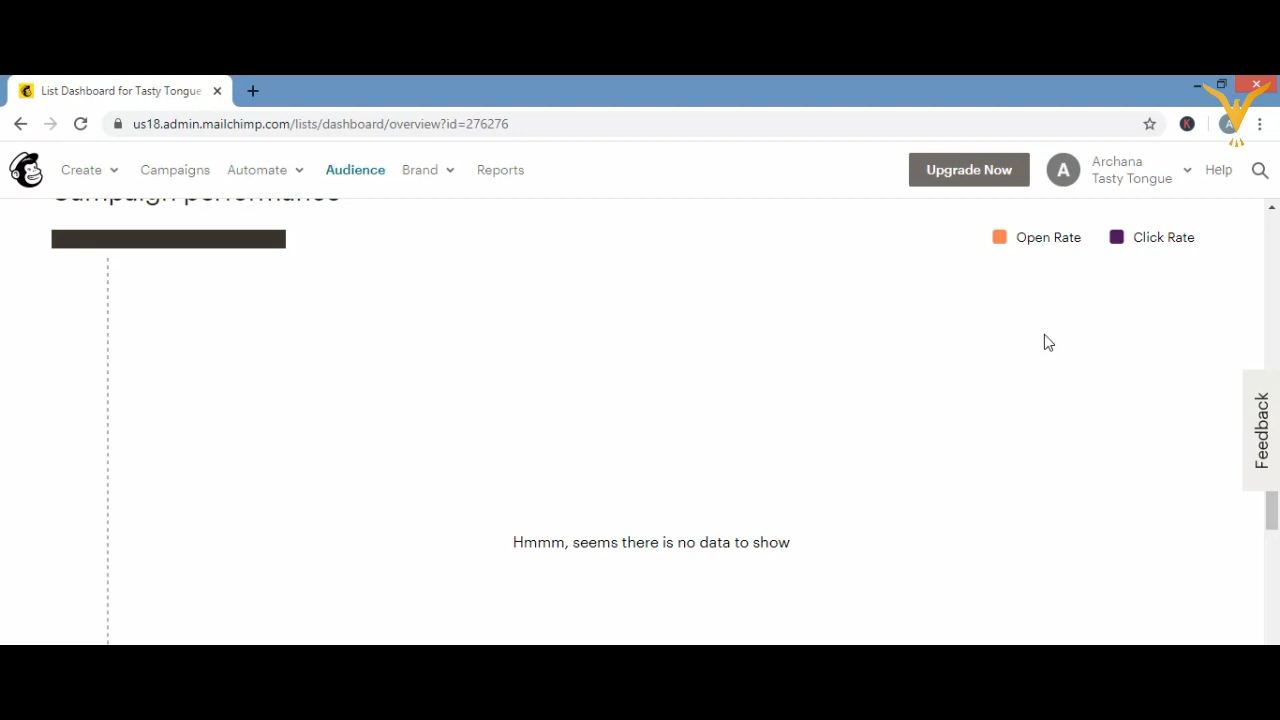 List Dashboard for Tasty Tongue
us18.admin.mailchimp.com/lists/dashboard/overview?id=276276
K
A
Create
Campaigns
Automate
Audience
Brand
Reports
Upgrade Now
A
Archana
Tasty Tongue
Help
Campaign performance
Open Rate
Click Rate
Feedback
Hmmm, seems there is no data to show